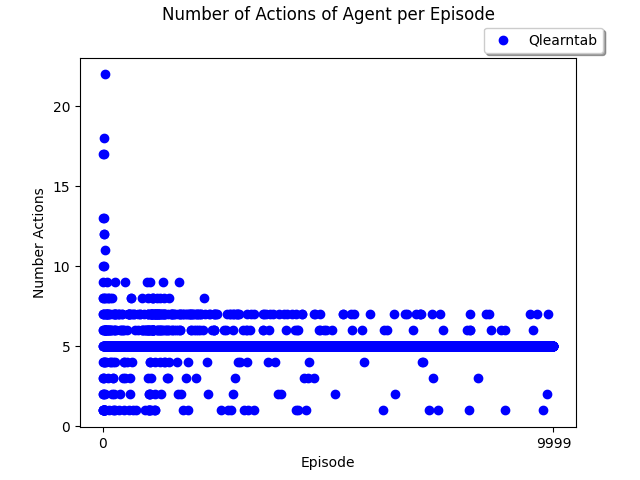 Number of Actions of Agent per Episode
Qlearntab
20
15
10
5
0
Number Actions
0 9999
Episode